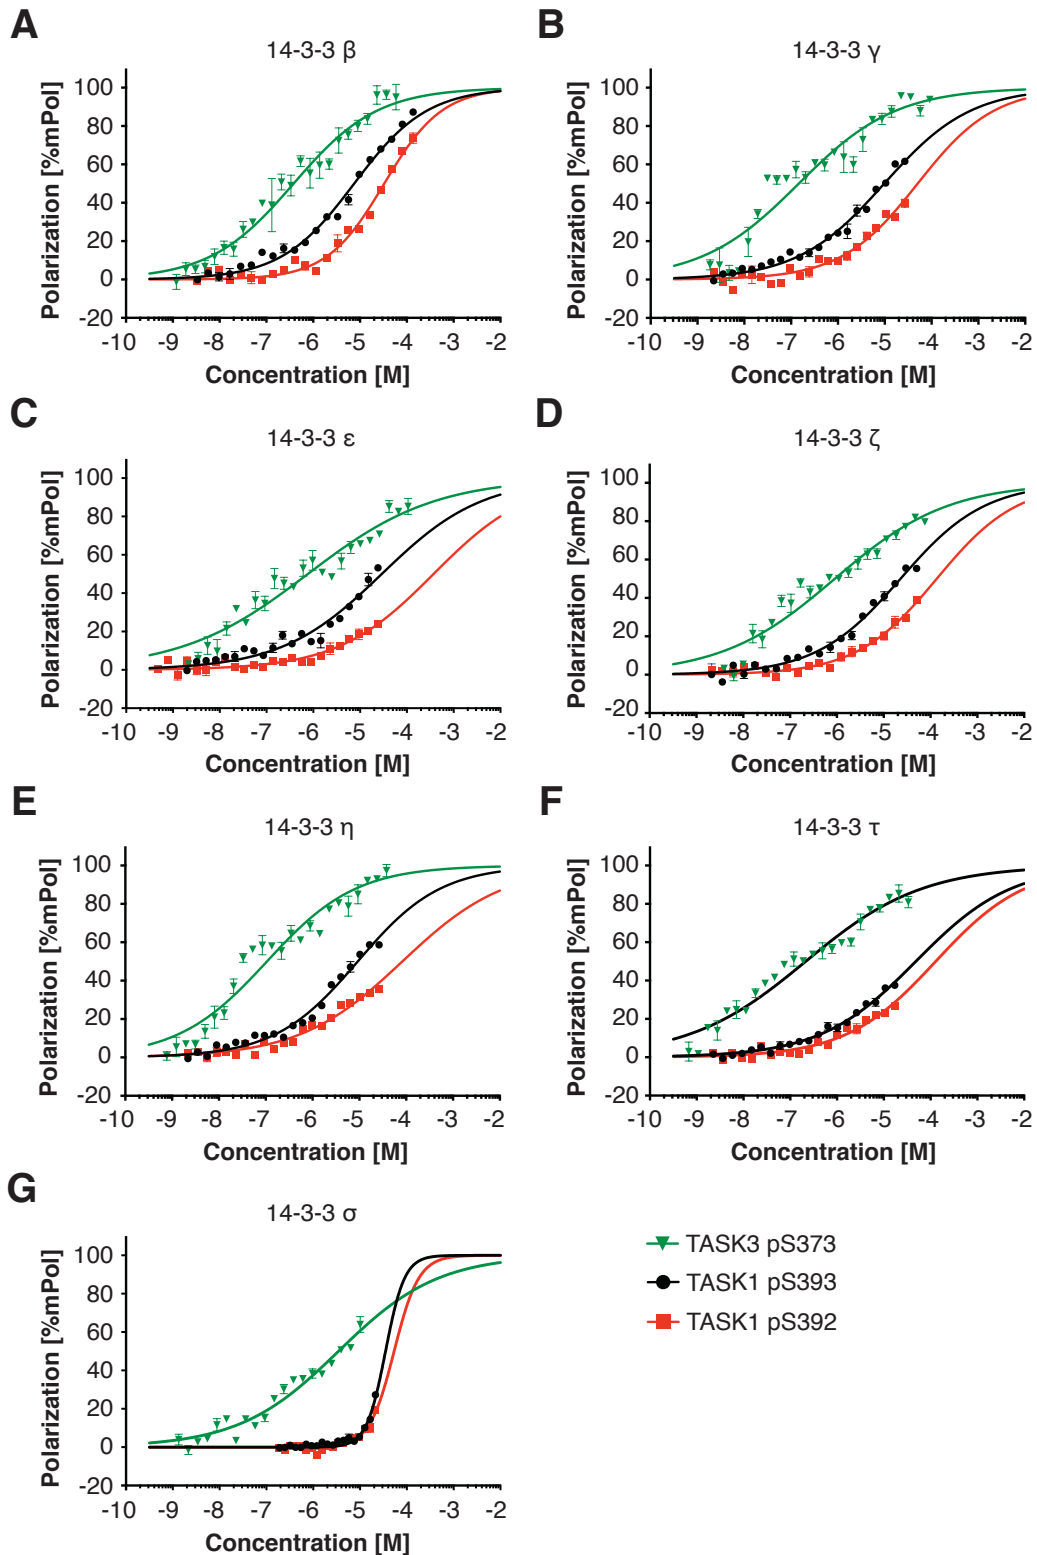 A
14-3-3 β
Polarization [%mPol]
100
80
60
40
20
0
-20
-10 -9 -8 -7 -6 -5 -4 -3 -2
Concentration [M]
B
14-3-3 γ
Polarization [%mPol]
100
80
60
40
20
0
-20
-10 -9 -8 -7 -6 -5 -4 -3 -2
Concentration [M]
C
14-3-3 ε
Polarization [%mPol]
100
80
60
40
20
0
-20
-10 -9 -8 -7 -6 -5 -4 -3 -2
Concentration [M]
D
14-3-3 ζ
Polarization [%mPol]
100
80
60
40
20
0
-20
-10 -9 -8 -7 -6 -5 -4 -3 -2
Concentration [M]
E
14-3-3 η
Polarization [%mPol]
100
80
60
40
20
0
-20
-10 -9 -8 -7 -6 -5 -4 -3 -2
Concentration [M]
F
14-3-3 τ
Polarization [%mPol]
100
80
60
40
20
0
-20
-10 -9 -8 -7 -6 -5 -4 -3 -2
Concentration [M]
G
14-3-3 σ
Polarization [%mPol]
100
80
60
40
20
0
-20
-10 -9 -8 -7 -6 -5 -4 -3 -2
Concentration [M]
TASK3 pS373
TASK1 pS393
TASK1 pS392